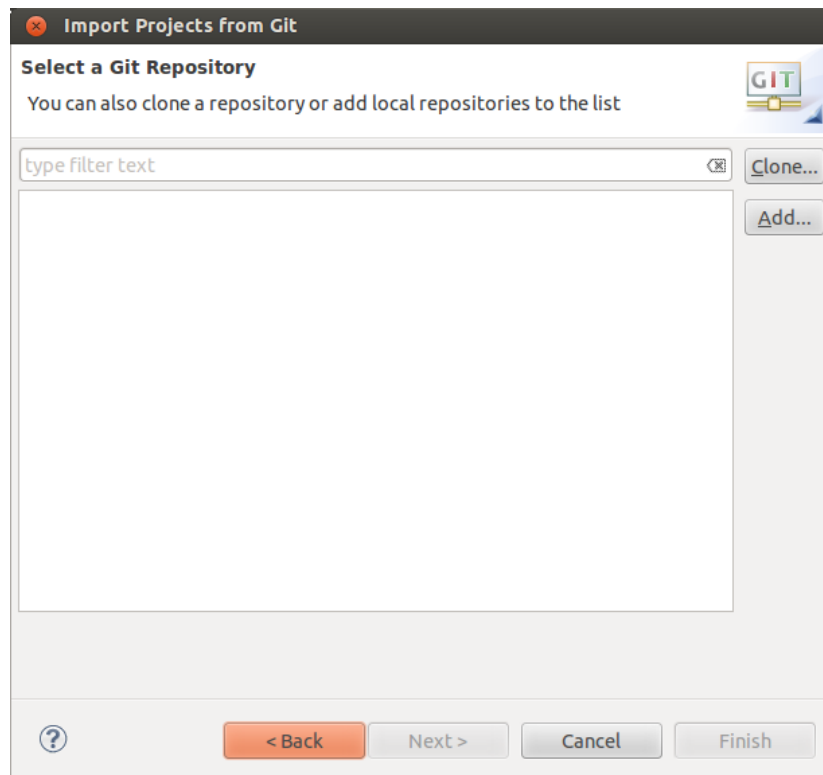 Import Projects from Git
Select a Git Repository
You can also clone a repository or add local repositories to the list
GIT
type filter text
Clone...
Add...
?
< Back
Next >
Cancel
Finish